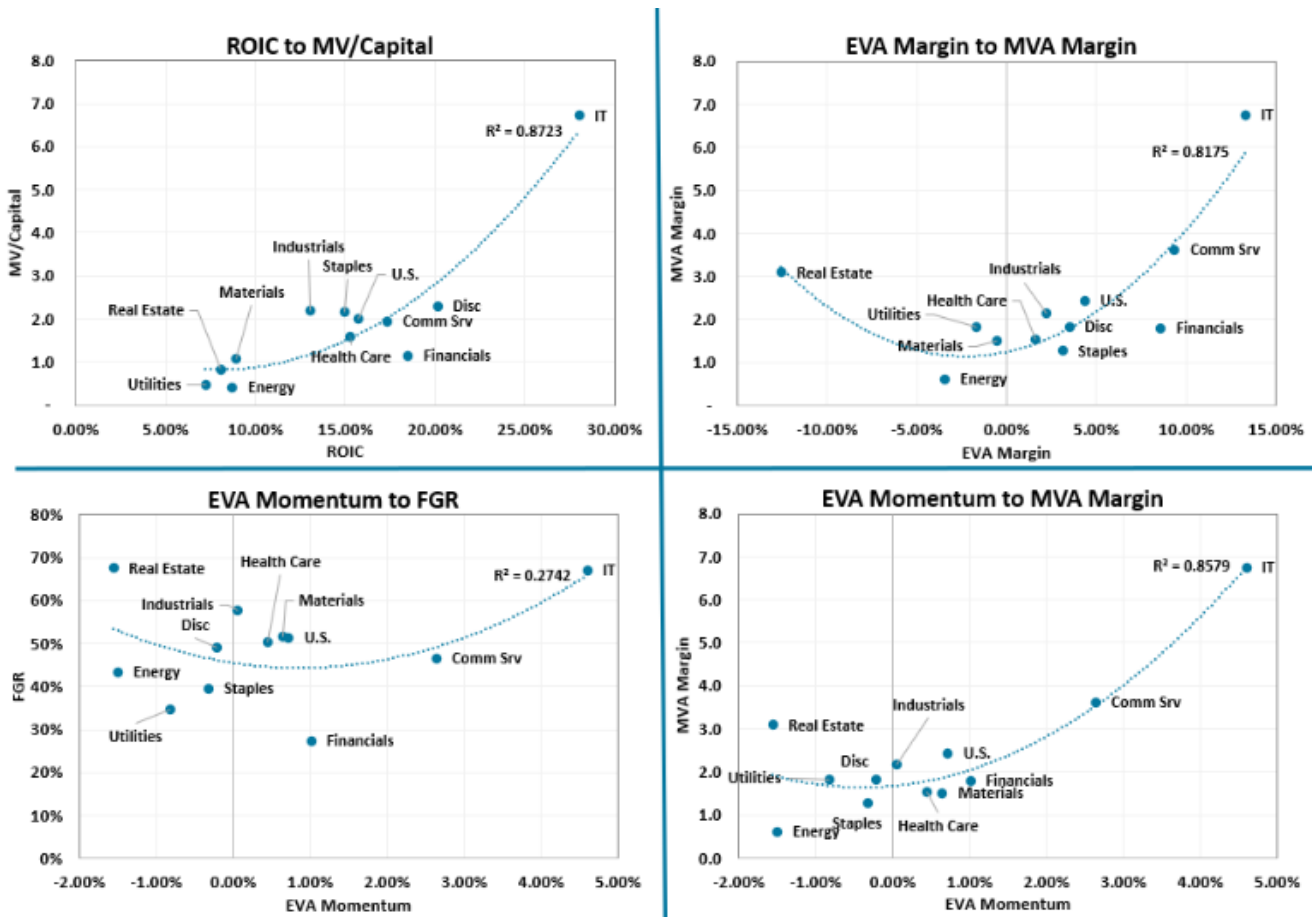 ROIC to MV/Capital
8.0
7.0
IT
R² = 0.8723
6.0
5.0
MV/Capital
4.0
Industrials
Staples
3.0
U.S.
Materials
Real Estate
Disc
2.0
Comm Srv
1.0
Health Care
Financials
Utilities
Energy
-
0.00%
5.00%
10.00%
15.00%
20.00%
25.00%
30.00%
ROIC
EVA Margin to MVA Margin
8.0
7.0
IT
6.0
R² = 0.8175
5.0
MVA Margin
4.0
Comm Srv
Industrials
3.0
Real Estate
Health Care
U.S.
Utilities
2.0
Disc
Financials
Materials
Staples
1.0
Energy
-
-15.00%
-10.00%
-5.00%
0.00%
5.00%
10.00%
15.00%
EVA Margin
EVA Momentum to FGR
80%
70%
Real Estate
Health Care
R² = 0.2742
IT
60%
Industrials
Materials
Disc
50%
U.S.
Comm Srv
Energy
40%
Staples
FGR
30%
Utilities
Financials
20%
10%
0%
-2.00%
-1.00%
0.00%
1.00%
2.00%
3.00%
4.00%
5.00%
EVA Momentum
EVA Momentum to MVA Margin
8.0
7.0
R² = 0.8579
IT
6.0
5.0
MVA Margin
4.0
Industrials
Comm Srv
3.0
Real Estate
Disc
U.S.
2.0
Utilities
Financials
Materials
1.0
Staples
Health Care
Energy
0.0
-2.00%
-1.00%
0.00%
1.00%
2.00%
3.00%
4.00%
5.00%
EVA Momentum